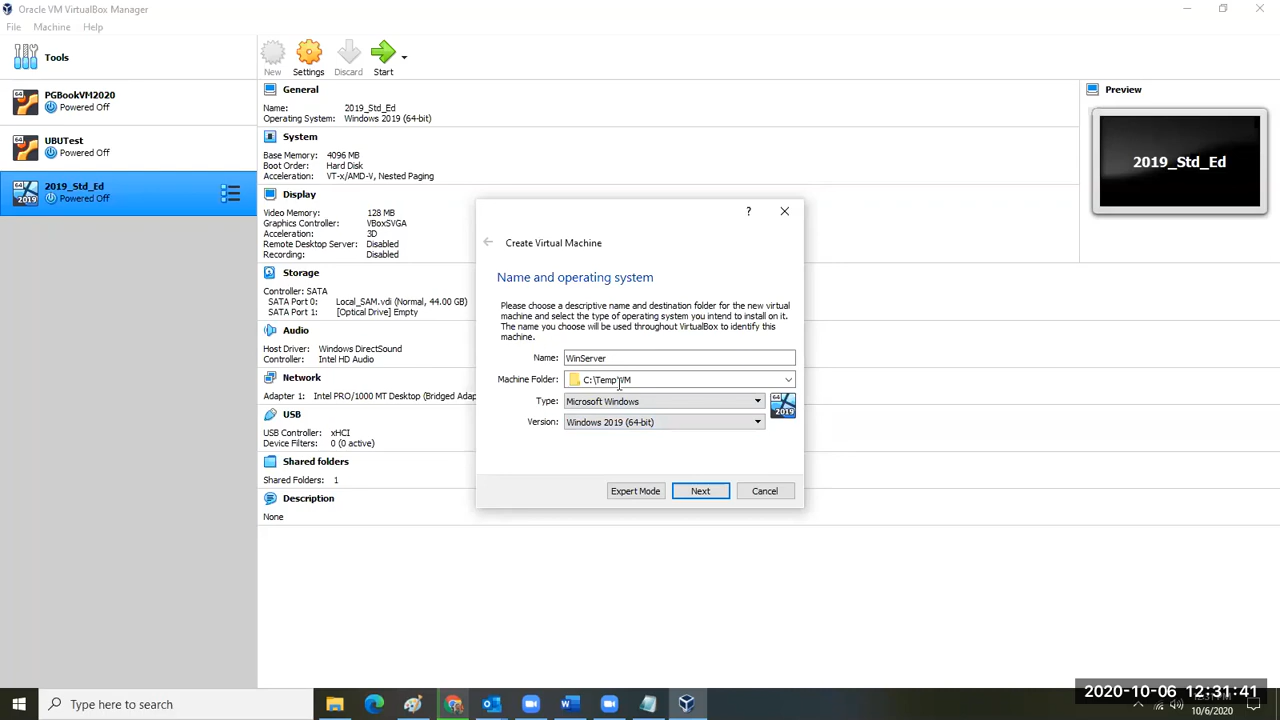 Oracle VM VirtualBox Manager
File Machine Help
Tools
New Settings Discard Start
64 PGBookVM2020
Powered Off
64 UBUTest
Powered Off
64 2019 2019_Std_Ed
Powered Off
General
Name: 2019_Std_Ed
Operating System: Windows 2019 (64-bit)
System
Base Memory: 4096 MB
Boot Order: Hard Disk
Acceleration: VT-x/AMD-V, Nested Paging
Display
Video Memory: 128 MB
Graphics Controller: VBoxSVGA
Acceleration: 3D
Remote Desktop Server: Disabled
Recording: Disabled
Storage
Controller: SATA
SATA Port 0: Local_SAM.vdi (Normal, 44.00 GB)
SATA Port 1: [Optical Drive] Empty
Audio
Host Driver: Windows DirectSound
Controller: Intel HD Audio
Network
Adapter 1: Intel PRO/1000 MT Desktop (Bridged Adap
USB
USB Controller: xHCI
Device Filters: 0 (0 active)
Shared folders
Shared Folders: 1
Description
None
Preview
2019_Std_Ed
?
Create Virtual Machine
Name and operating system
Please choose a descriptive name and destination folder for the new virtual
machine and select the type of operating system you intend to install on it.
The name you choose will be used throughout VirtualBox to identify this
machine.
Name: WinServer
Machine Folder:
Type: Microsoft Windows
Version: Windows 2019 (64-bit)
64 2019
Expert Mode Next Cancel
Type here to search
2020-10-06 12:31:41
10/6/2020